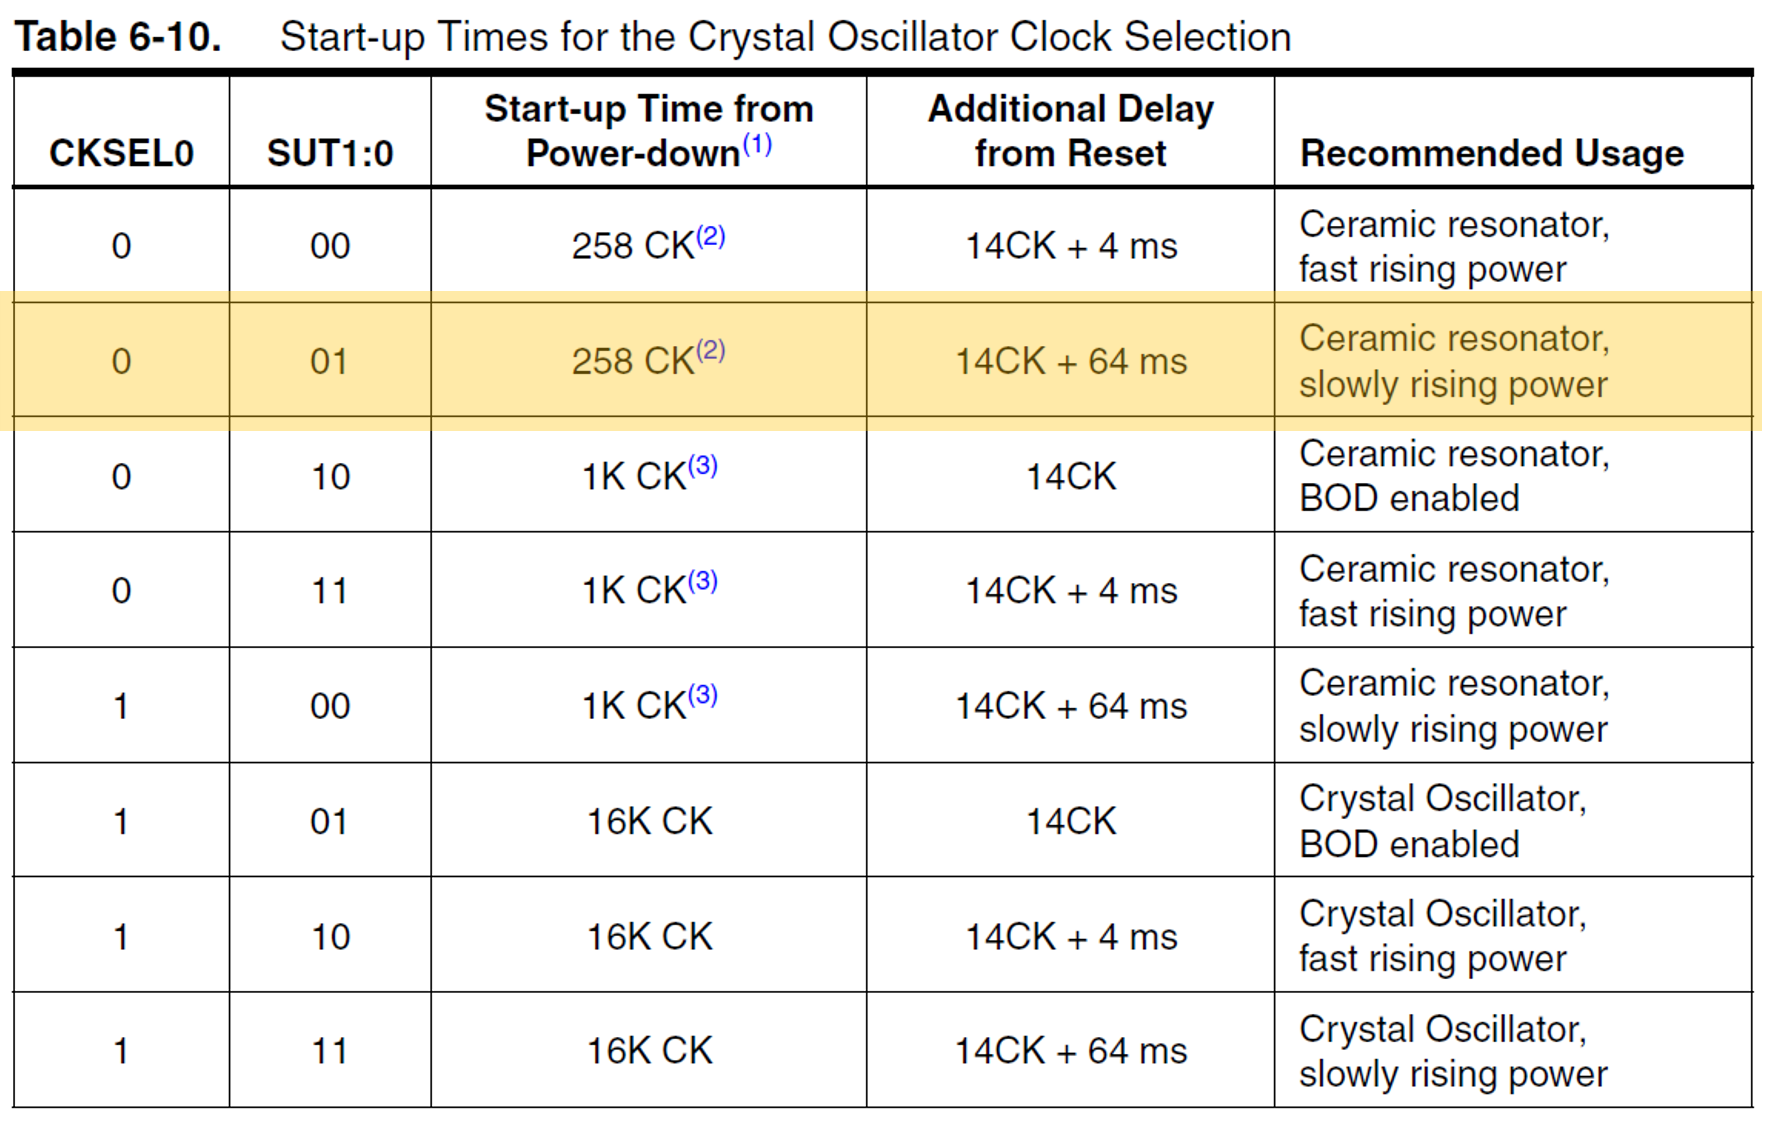 Table 6-10. Start-up Times for the Crystal Oscillator Clock Selection
CKSEL0 SUT1:0 Start-up Time from Power-down(1) Additional Delay from Reset Recommended Usage
0 00 258 CK(2) 14CK + 4 ms Ceramic resonator, fast rising power
0 01 258 CK(2) 14CK + 64 ms Ceramic resonator, slowly rising power
0 10 1K CK(3) 14CK Ceramic resonator, BOD enabled
0 11 1K CK(3) 14CK + 4 ms Ceramic resonator, fast rising power
1 00 1K CK(3) 14CK + 64 ms Ceramic resonator, slowly rising power
1 01 16K CK 14CK Crystal Oscillator, BOD enabled
1 10 16K CK 14CK + 4 ms Crystal Oscillator, fast rising power
1 11 16K CK 14CK + 64 ms Crystal Oscillator, slowly rising power